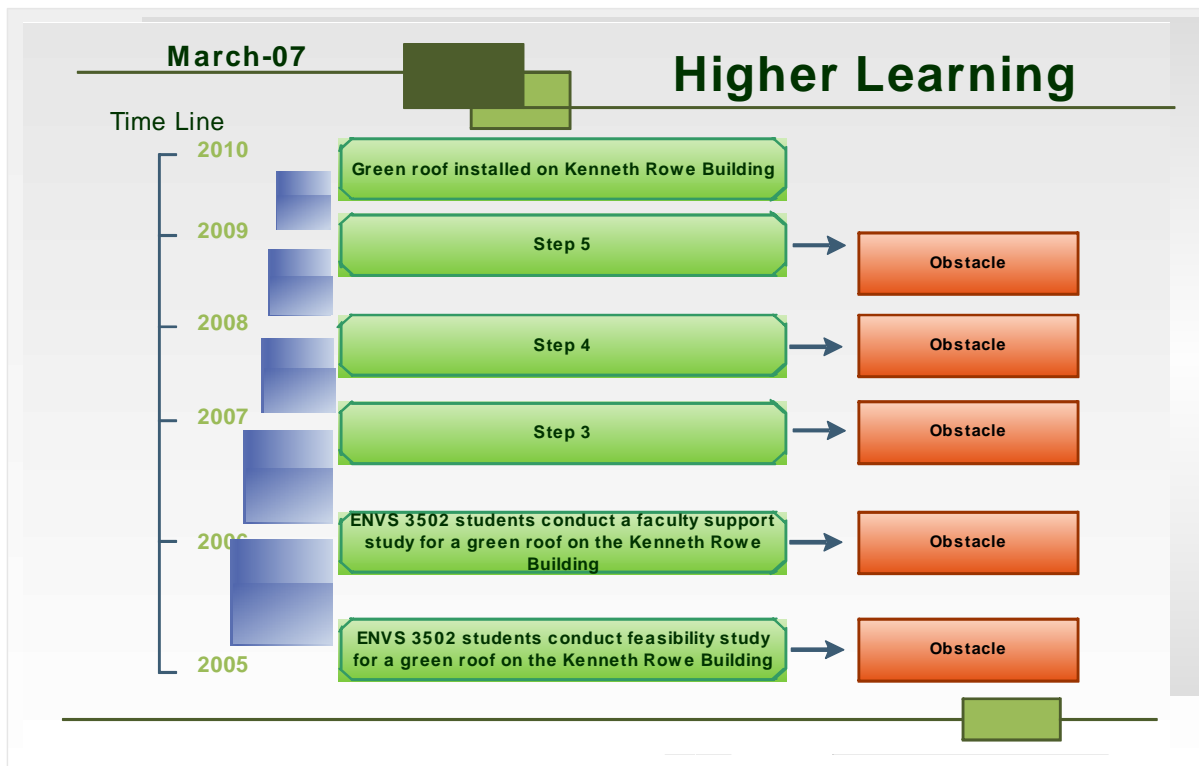 March-07
Higher Learning
Time Line
2010
Green roof installed on Kenneth Rowe Building
2009
Step 5
Obstacle
2008
Step 4
Obstacle
2007
Step 3
Obstacle
2006
ENVS 3502 students conduct a faculty support
study for a green roof on the Kenneth Rowe
Building
Obstacle
2005
ENVS 3502 students conduct feasibility study
for a green roof on the Kenneth Rowe Building
Obstacle